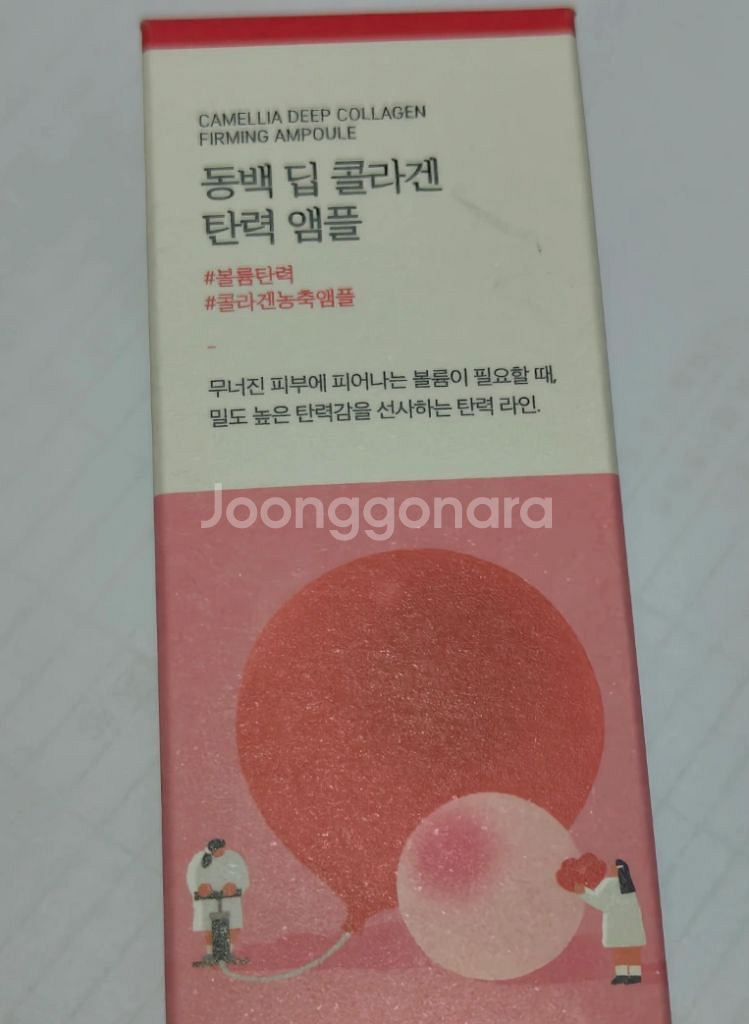 CAMELLIA DEEP COLLAGEN
FIRMING AMPOULE
동백 딥 콜라겐
탄력 앰플
#볼륨탄력
#콜라겐농축앰플
–
무너진 피부에 피어나는 볼륨이 필요할 때,
밀도 높은 탄력감을 선사하는 탄력 라인.
Joonggonara